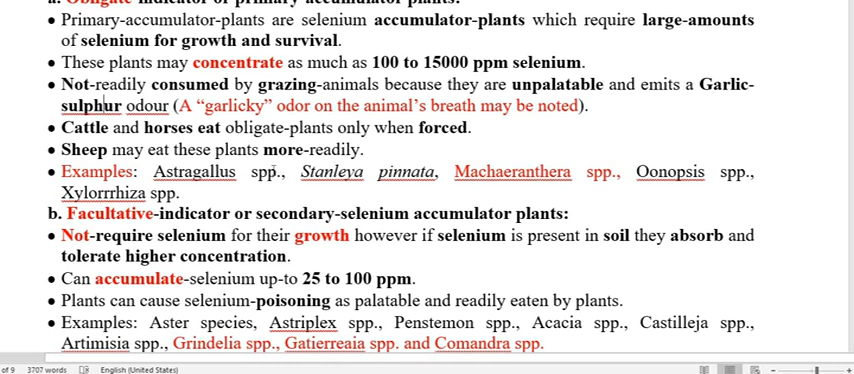 a. Obligate-indicator or primary-accumulator plants:
• Primary-accumulator-plants are selenium accumulator-plants which require large-amounts
of selenium for growth and survival.
• These plants may concentrate as much as 100 to 15000 ppm selenium.
• Not-readily consumed by grazing-animals because they are unpalatable and emits a Garlic-
sulphur odour (A “garlicky” odor on the animal’s breath may be noted).
• Cattle and horses eat obligate-plants only when forced.
• Sheep may eat these plants more-readily.
• Examples: Astragallus spp., Stanleya pinnata, Machaeranthera spp., Oonopsis spp.,
Xylorrrhiza spp.
b. Facultative-indicator or secondary-selenium accumulator plants:
• Not-require selenium for their growth however if selenium is present in soil they absorb and
tolerate higher concentration.
• Can accumulate-selenium up-to 25 to 100 ppm.
• Plants can cause selenium-poisoning as palatable and readily eaten by plants.
• Examples: Aster species, Astriplex spp., Penstemon spp., Acacia spp., Castilleja spp.,
Artimisia spp., Grindelia spp., Gatierreaia spp. and Comandra spp.
of 9 3707 words English (United States)